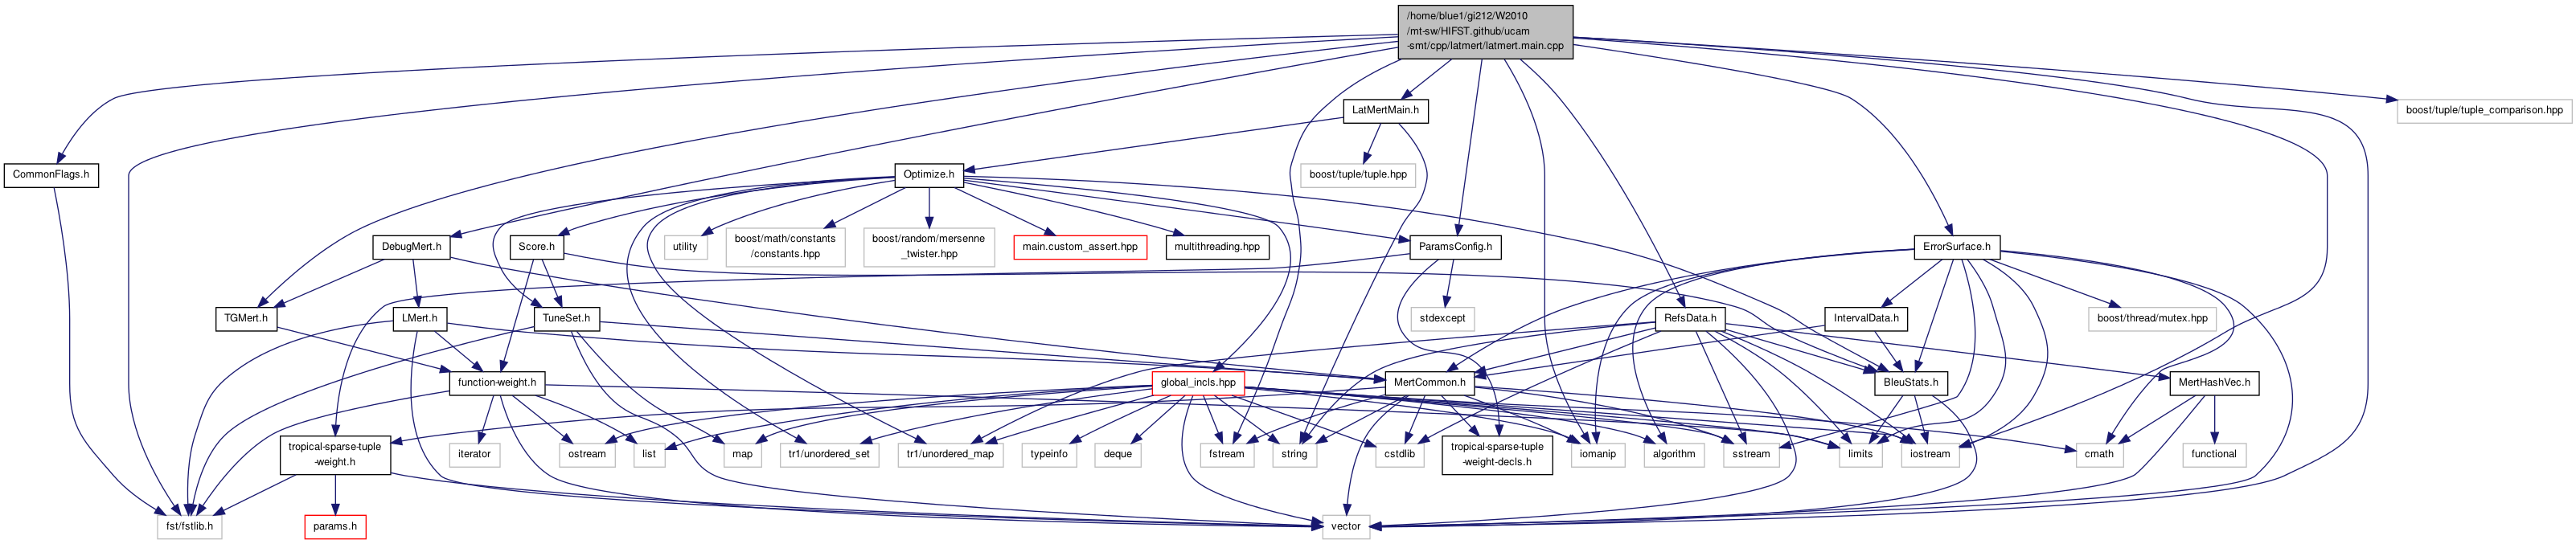 /home/blue1/gi212/W2010
/mt-sw/HIFST.github/ucam
-smt/cpp/latmert/latmert.main.cpp
LatMertMain.h
boost/tuple/tuple_comparison.hpp
CommonFlags.h
Optimize.h
boost/tuple/tuple.hpp
DebugMert.h
Score.h
utility
boost/math/constants
/constants.hpp
boost/random/mersenne
_twister.hpp
main.custom_assert.hpp
multithreading.hpp
ParamsConfig.h
ErrorSurface.h
TGMert.h
LMert.h
TuneSet.h
stdexcept
RefsData.h
IntervalData.h
boost/thread/mutex.hpp
function-weight.h
global_incls.hpp
MertCommon.h
BleuStats.h
MertHashVec.h
tropical-sparse-tuple
-weight.h
iterator
ostream
list
map
tr1/unordered_set
tr1/unordered_map
typeinfo
deque
fstream
string
cstdlib
tropical-sparse-tuple
-weight-decls.h
iomanip
algorithm
sstream
limits
iostream
cmath
functional
fst/fstlib.h
params.h
vector